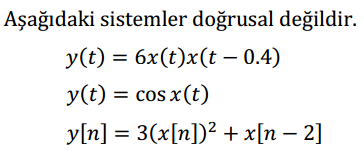 Aşağıdaki sistemler doğrusal değildir.
y(t) = 6x(t)x(t − 0.4)
y(t) = cos x(t)
y[n] = 3(x[n])² + x[n − 2]